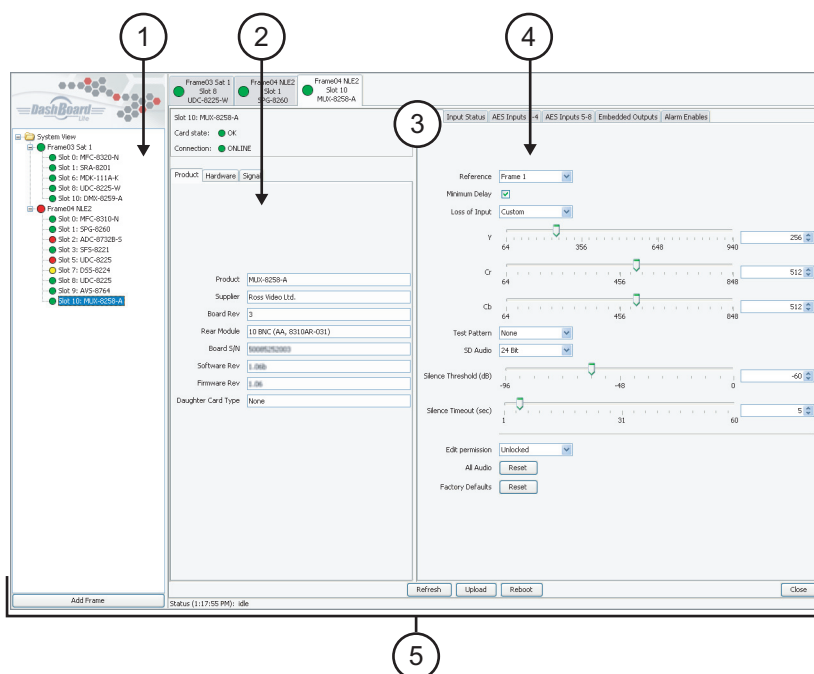 1
2
4
DashBoard
Lite
System View
Frame03 Sat 1
Slot 0: MFC-8320-N
Slot 1: SRA-8201
Slot 6: MDK-111A-K
Slot 8: UDC-8225-W
Slot 10: DMX-8259-A
Frame04 NLE2
Slot 0: MFC-8310-N
Slot 1: SPG-8260
Slot 2: ADC-8732B-S
Slot 3: SFS-8221
Slot 5: UDC-8225
Slot 7: DSS-8224
Slot 8: UDC-8225
Slot 9: AVS-8764
Slot 10: MUX-8258-A
Add Frame
Frame03 Sat 1
Slot 8
UDC-8225-W
Frame04 NLE2
Slot 1
SPG-8260
Frame04 NLE2
Slot 10
MUX-8258-A
Slot 10: MUX-8258-A
Card state: OK
Connection: ONLINE
Product Hardware Signal
Product MUX-8258-A
Supplier Ross Video Ltd.
Board Rev 3
Rear Module 10 BNC (AA, 8310AR-031)
Board S/N
Software Rev 1.06b
Firmware Rev 1.06
Daughter Card Type None
3
Input Status AES Inputs -4 AES Inputs 5-8 Embedded Outputs Alarm Enables
Reference Frame 1
Minimum Delay
Loss of Input Custom
Y 256
64 356 648 940
Cr 512
64 456 848
Cb 512
64 456 848
Test Pattern None
SD Audio 24 Bit
Silence Threshold (dB) -60
-96 -48 0
Silence Timeout (sec) 5
1 31 60
Edit permission Unlocked
All Audio Reset
Factory Defaults Reset
Refresh Upload Reboot Close
Status (1:17:55 PM): idle
5